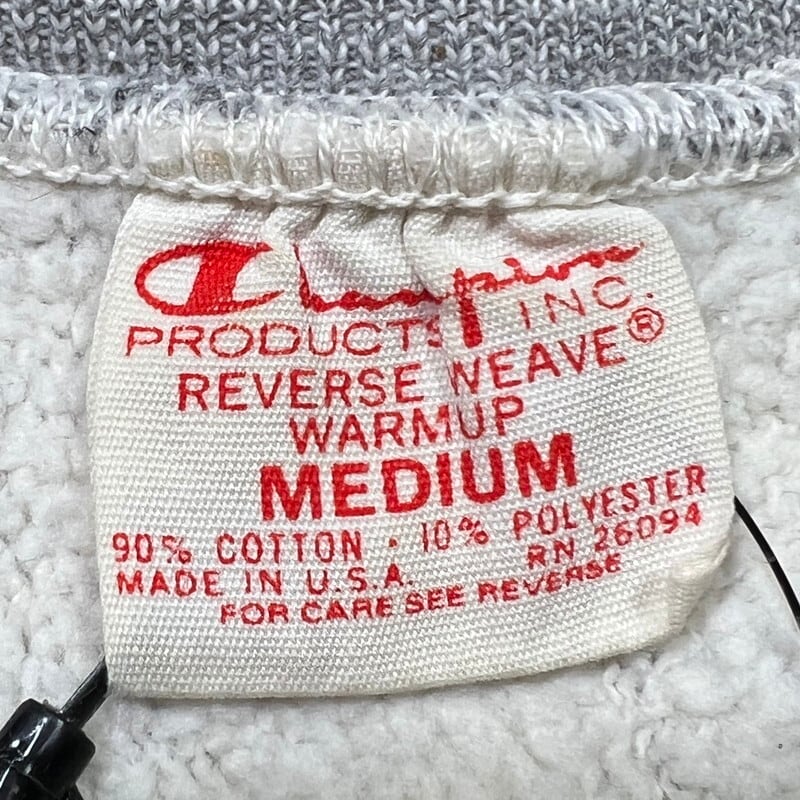 Champion
PRODUCTS INC.
REVERSE WEAVE®
WARMUP
MEDIUM
90% COTTON · 10% POLYESTER
MADE IN U.S.A. RN 26094
FOR CARE SEE REVERSE